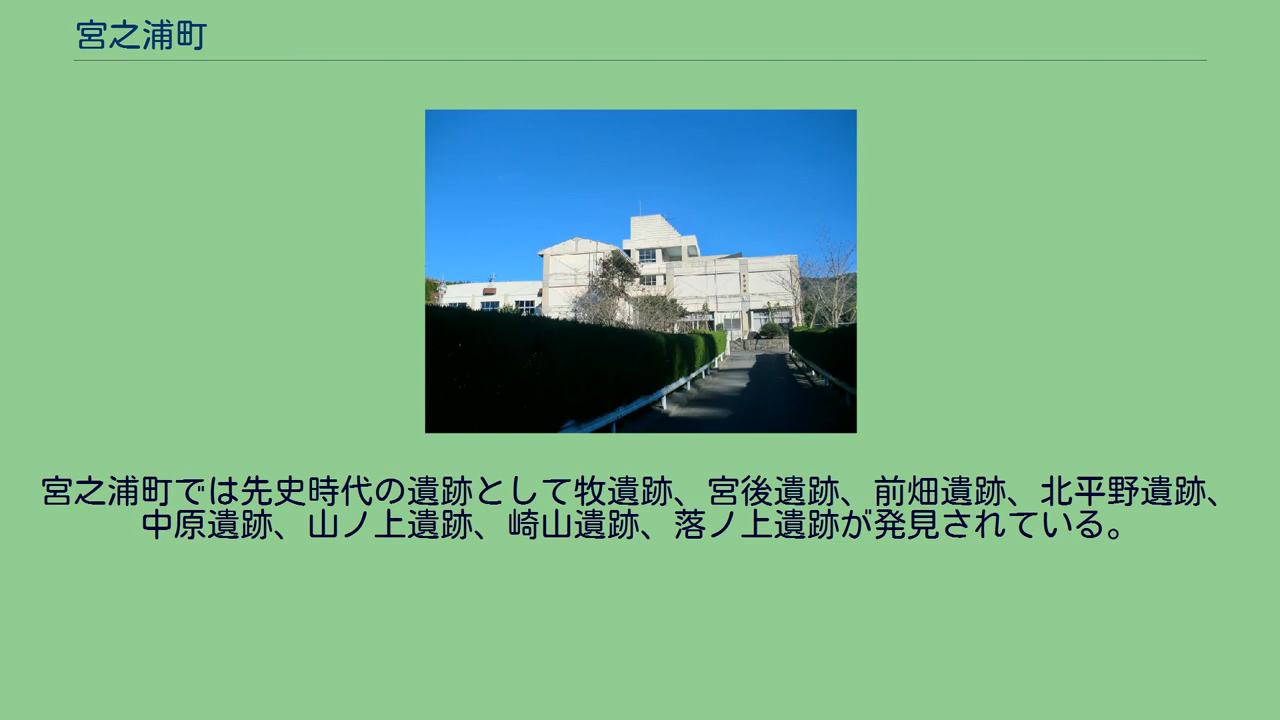 宮之浦町
宮之浦町では先史時代の遺跡として牧遺跡、宮後遺跡、前畑遺跡、北平野遺跡、
中原遺跡、山ノ上遺跡、崎山遺跡、落ノ上遺跡が発見されている。